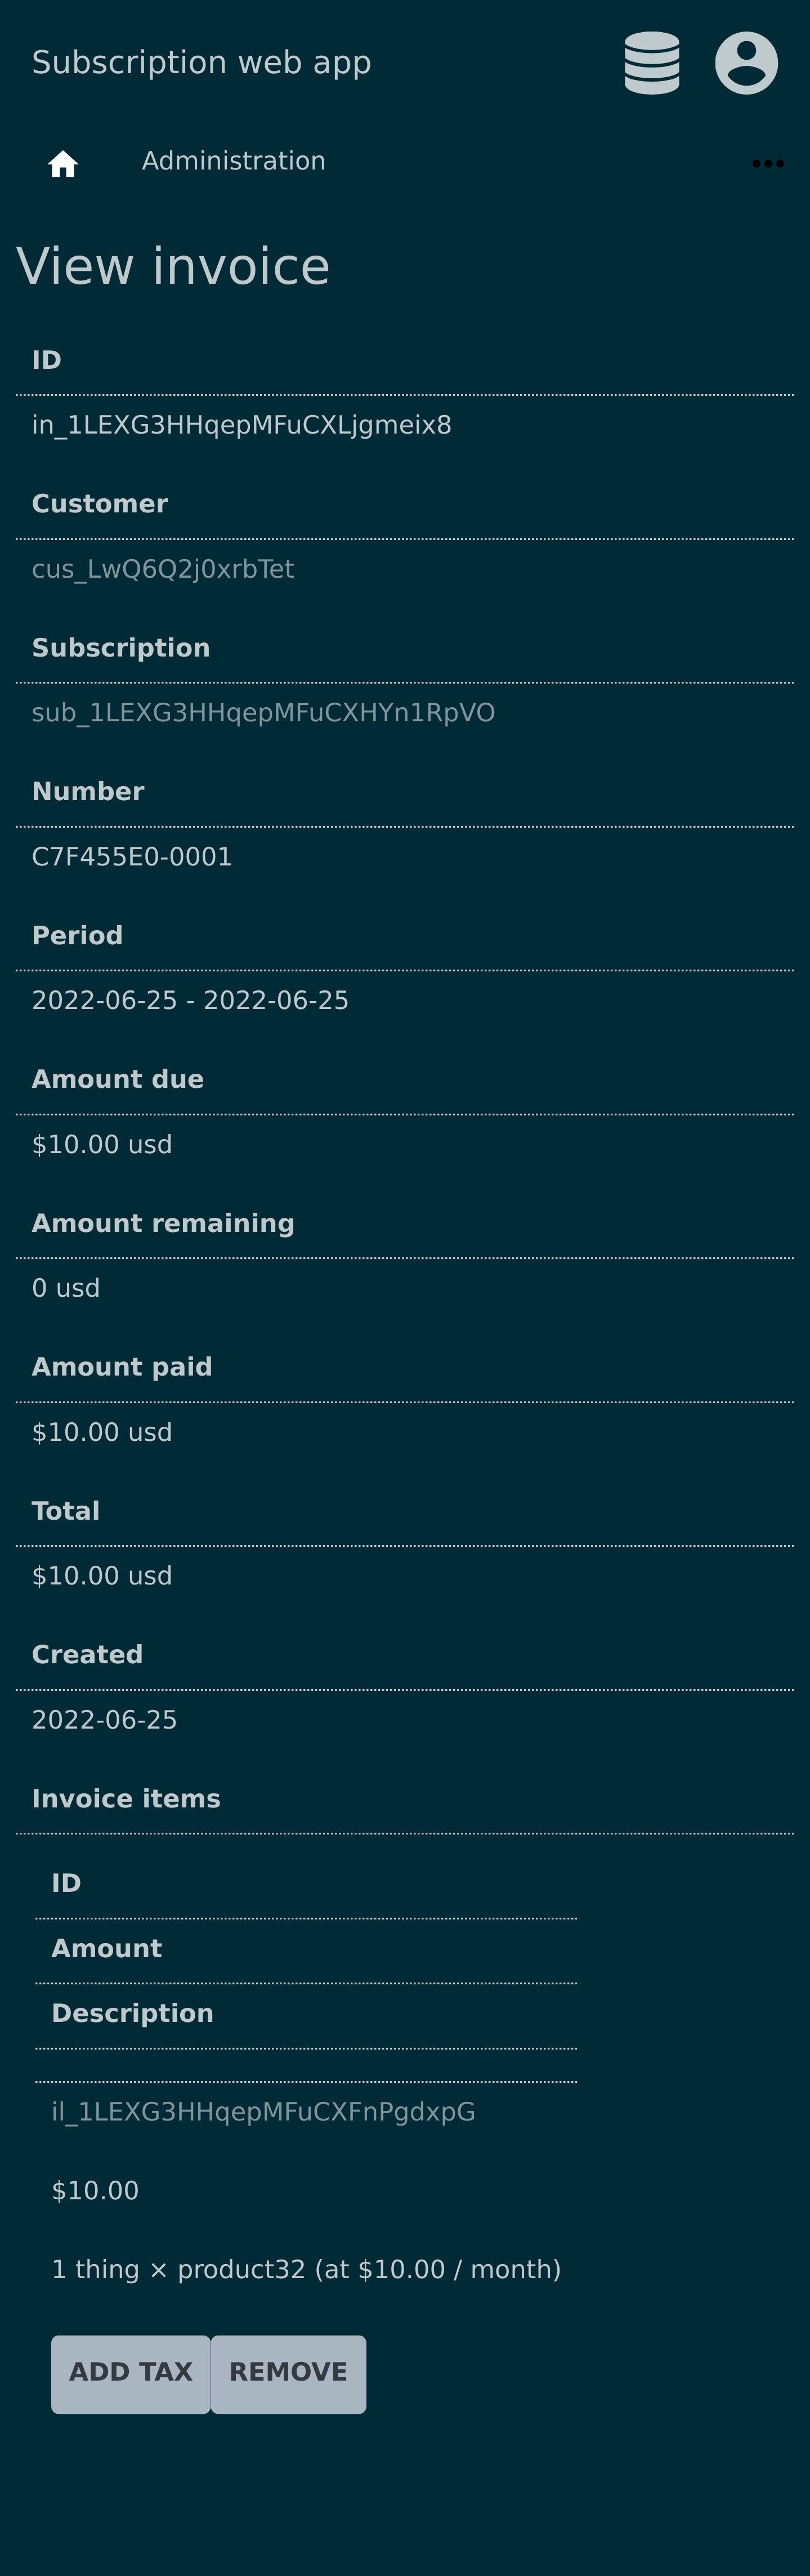 Subscription web app
Administration
View invoice
ID
in_1LEXG3HHqepMFuCXLjgmeix8
Customer
cus_LwQ6Q2j0xrbTet
Subscription
sub_1LEXG3HHqepMFuCXHYn1RpVO
Number
C7F455E0-0001
Period
2022-06-25 - 2022-06-25
Amount due
$10.00 usd
Amount remaining
0 usd
Amount paid
$10.00 usd
Total
$10.00 usd
Created
2022-06-25
Invoice items
ID
Amount
Description
il_1LEXG3HHqepMFuCXFnPgdxpG
$10.00
1 thing × product32 (at $10.00 / month)
ADD TAX REMOVE